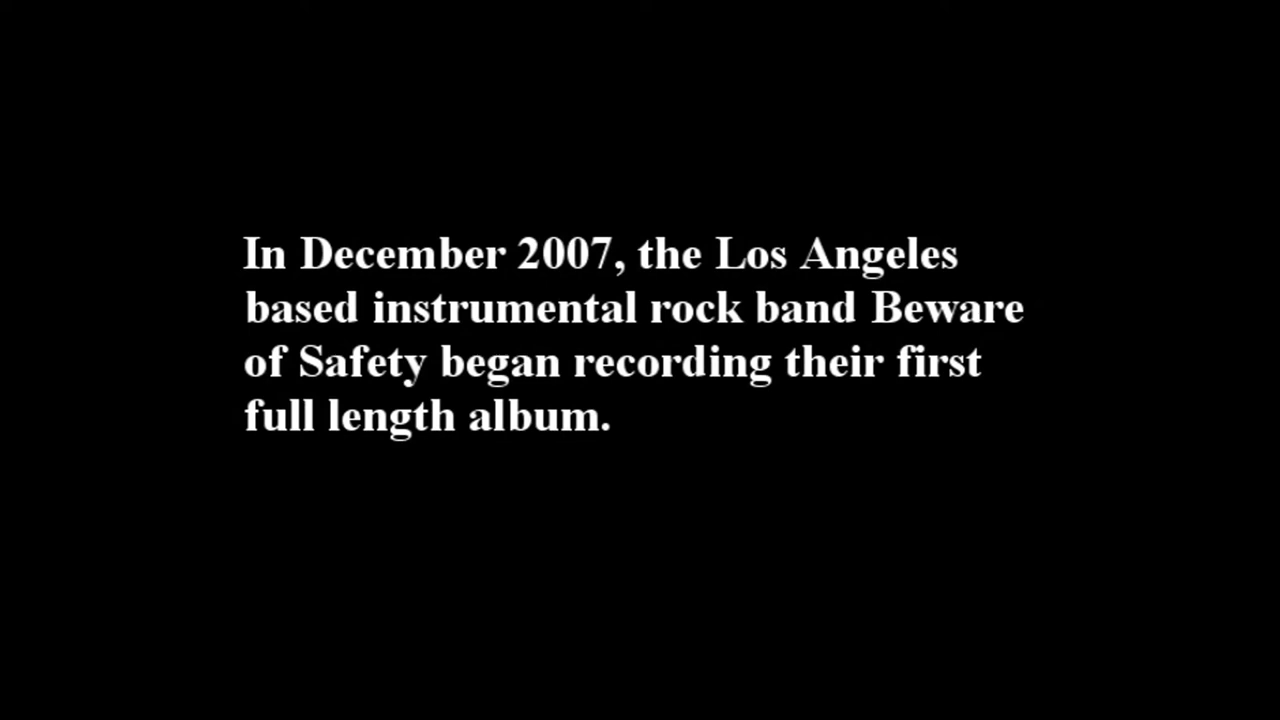 In December 2007, the Los Angeles
based instrumental rock band Beware
of Safety began recording their first
full length album.